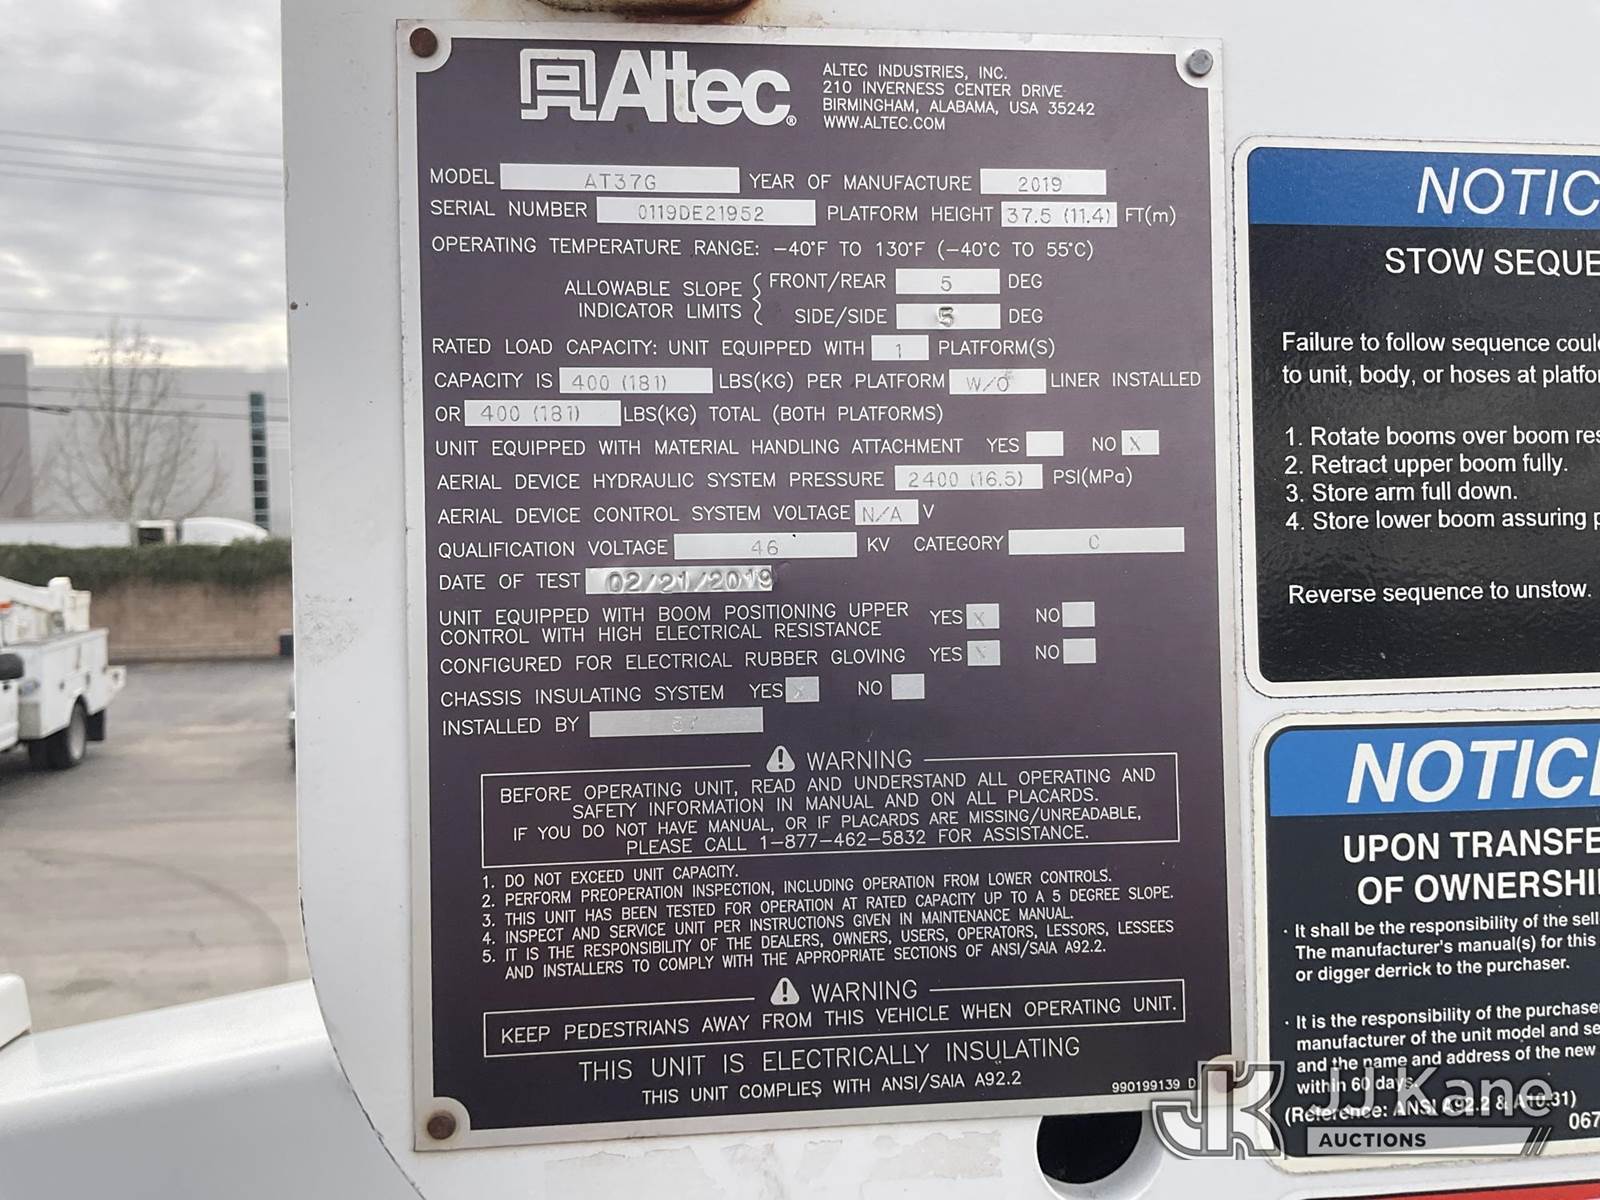 Altec®
ALTEC INDUSTRIES, INC.
210 INVERNESS CENTER DRIVE
BIRMINGHAM, ALABAMA, USA 35242
WWW.ALTEC.COM
MODEL AT37G YEAR OF MANUFACTURE 2019
SERIAL NUMBER 0119DE21952 PLATFORM HEIGHT 37.5 (11.4) FT(m)
OPERATING TEMPERATURE RANGE: -40°F TO 130°F (-40°C TO 55°C)
ALLOWABLE SLOPE INDICATOR LIMITS
FRONT/REAR 5 DEG
SIDE/SIDE 5 DEG
RATED LOAD CAPACITY: UNIT EQUIPPED WITH 1 PLATFORM(S)
CAPACITY IS 400 (181) LBS(KG) PER PLATFORM W/O LINER INSTALLED
OR 400 (181) LBS(KG) TOTAL (BOTH PLATFORMS)
UNIT EQUIPPED WITH MATERIAL HANDLING ATTACHMENT YES NO X
AERIAL DEVICE HYDRAULIC SYSTEM PRESSURE 2400 (16.5) PSI(MPa)
AERIAL DEVICE CONTROL SYSTEM VOLTAGE N/A V
QUALIFICATION VOLTAGE 46 KV CATEGORY C
DATE OF TEST 02/21/2019
UNIT EQUIPPED WITH BOOM POSITIONING UPPER
CONTROL WITH HIGH ELECTRICAL RESISTANCE YES X NO
CONFIGURED FOR ELECTRICAL RUBBER GLOVING YES X NO
CHASSIS INSULATING SYSTEM YES X NO
INSTALLED BY
WARNING
BEFORE OPERATING UNIT, READ AND UNDERSTAND ALL OPERATING AND
SAFETY INFORMATION IN MANUAL AND ON ALL PLACARDS.
IF YOU DO NOT HAVE MANUAL, OR IF PLACARDS ARE MISSING/UNREADABLE,
PLEASE CALL 1-877-462-5832 FOR ASSISTANCE.
1. DO NOT EXCEED UNIT CAPACITY.
2. PERFORM PREOPERATION INSPECTION, INCLUDING OPERATION FROM LOWER CONTROLS.
3. THIS UNIT HAS BEEN TESTED FOR OPERATION AT RATED CAPACITY UP TO A 5 DEGREE SLOPE.
4. INSPECT AND SERVICE UNIT PER INSTRUCTIONS GIVEN IN MAINTENANCE MANUAL.
5. IT IS THE RESPONSIBILITY OF THE DEALERS, OWNERS, USERS, OPERATORS, LESSORS, LESSEES
AND INSTALLERS TO COMPLY WITH THE APPROPRIATE SECTIONS OF ANSI/SAIA A92.2.
WARNING
KEEP PEDESTRIANS AWAY FROM THIS VEHICLE WHEN OPERATING UNIT.
THIS UNIT IS ELECTRICALLY INSULATING
THIS UNIT COMPLIES WITH ANSI/SAIA A92.2
990199139 D
NOTIC
STOW SEQUE
Failure to follow sequence coul
to unit, body, or hoses at platfo
1. Rotate booms over boom res
2. Retract upper boom fully.
3. Store arm full down.
4. Store lower boom assuring p
Reverse sequence to unstow.
NOTIC
UPON TRANSFE
OF OWNERSHI
· It shall be the responsibility of the sell
The manufacturer's manual(s) for this
or digger derrick to the purchaser.
· It is the responsibility of the purchase
manufacturer of the unit model and se
and the name and address of the new
within 60 days.
(Reference: ANSI A92.2 & A10.31)
067
JK JJ Kane
AUCTIONS